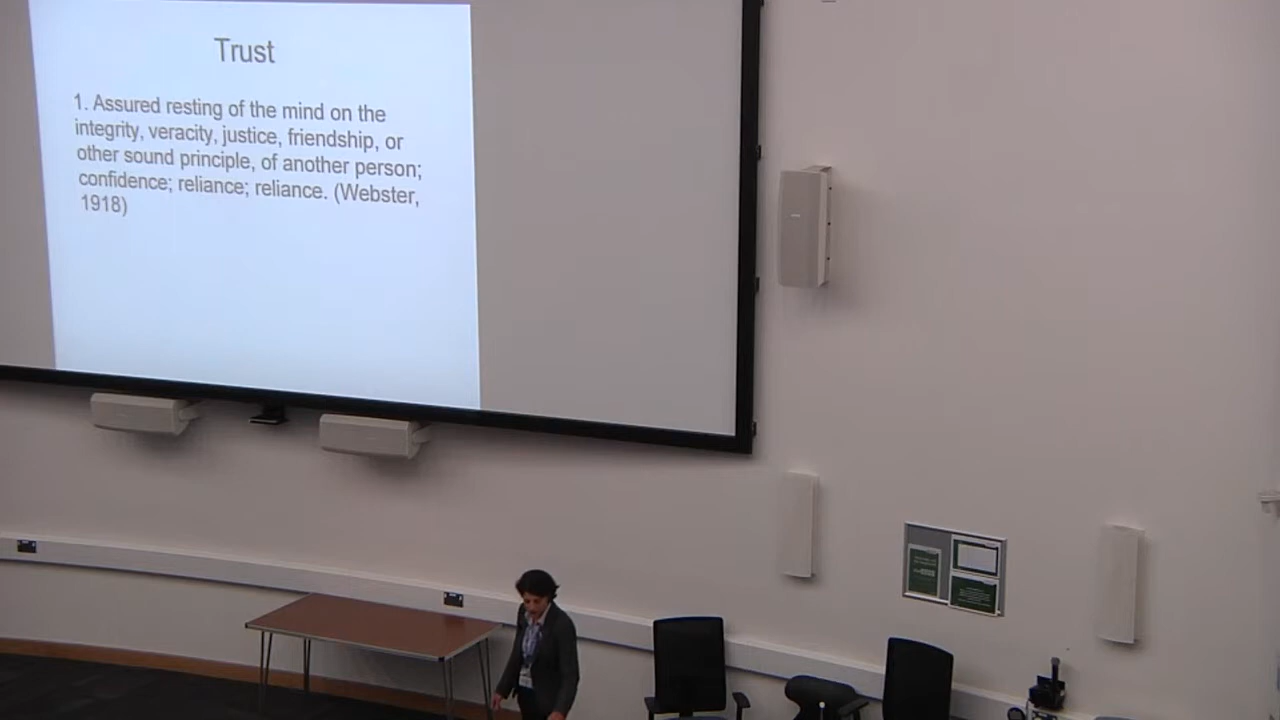 Trust
1. Assured resting of the mind on the
integrity, veracity, justice, friendship, or
other sound principle, of another person;
confidence; reliance; reliance. (Webster,
1918)